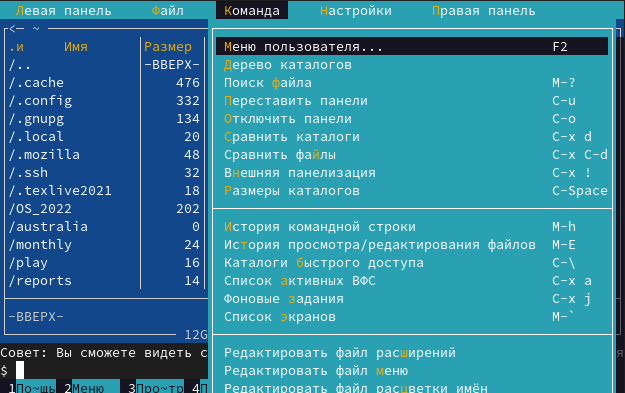 Левая панель Файл Команда Настройки Правая панель
<─ ~
.и Имя Размер
Меню пользователя... F2
/.. -ВВЕРХ-
Дерево каталогов
/.cache 476
Поиск файла M-?
/.config 332
Переставить панели C-u
/.gnupg 134
Отключить панели C-o
/.local 20
Сравнить каталоги C-x d
/.mozilla 48
Сравнить файлы C-x C-d
/.ssh 32
Внешняя панелизация C-x !
/.texlive2021 18
Размеры каталогов C-Space
/OS_2022 202
/australia 0
История командной строки M-h
/monthly 24
История просмотра/редактирования файлов M-E
/play 16
Каталоги быстрого доступа C-\
/reports 14
Список активных ВФС C-x a
Фоновые задания C-x j
-ВВЕРХ-
Список экранов M-`
12G
Совет: Вы сможете видеть с
Редактировать файл расширений
$
Редактировать файл меню
1По~шь 2Меню 3Про~тр 4
Редактировать файл расцветки имён